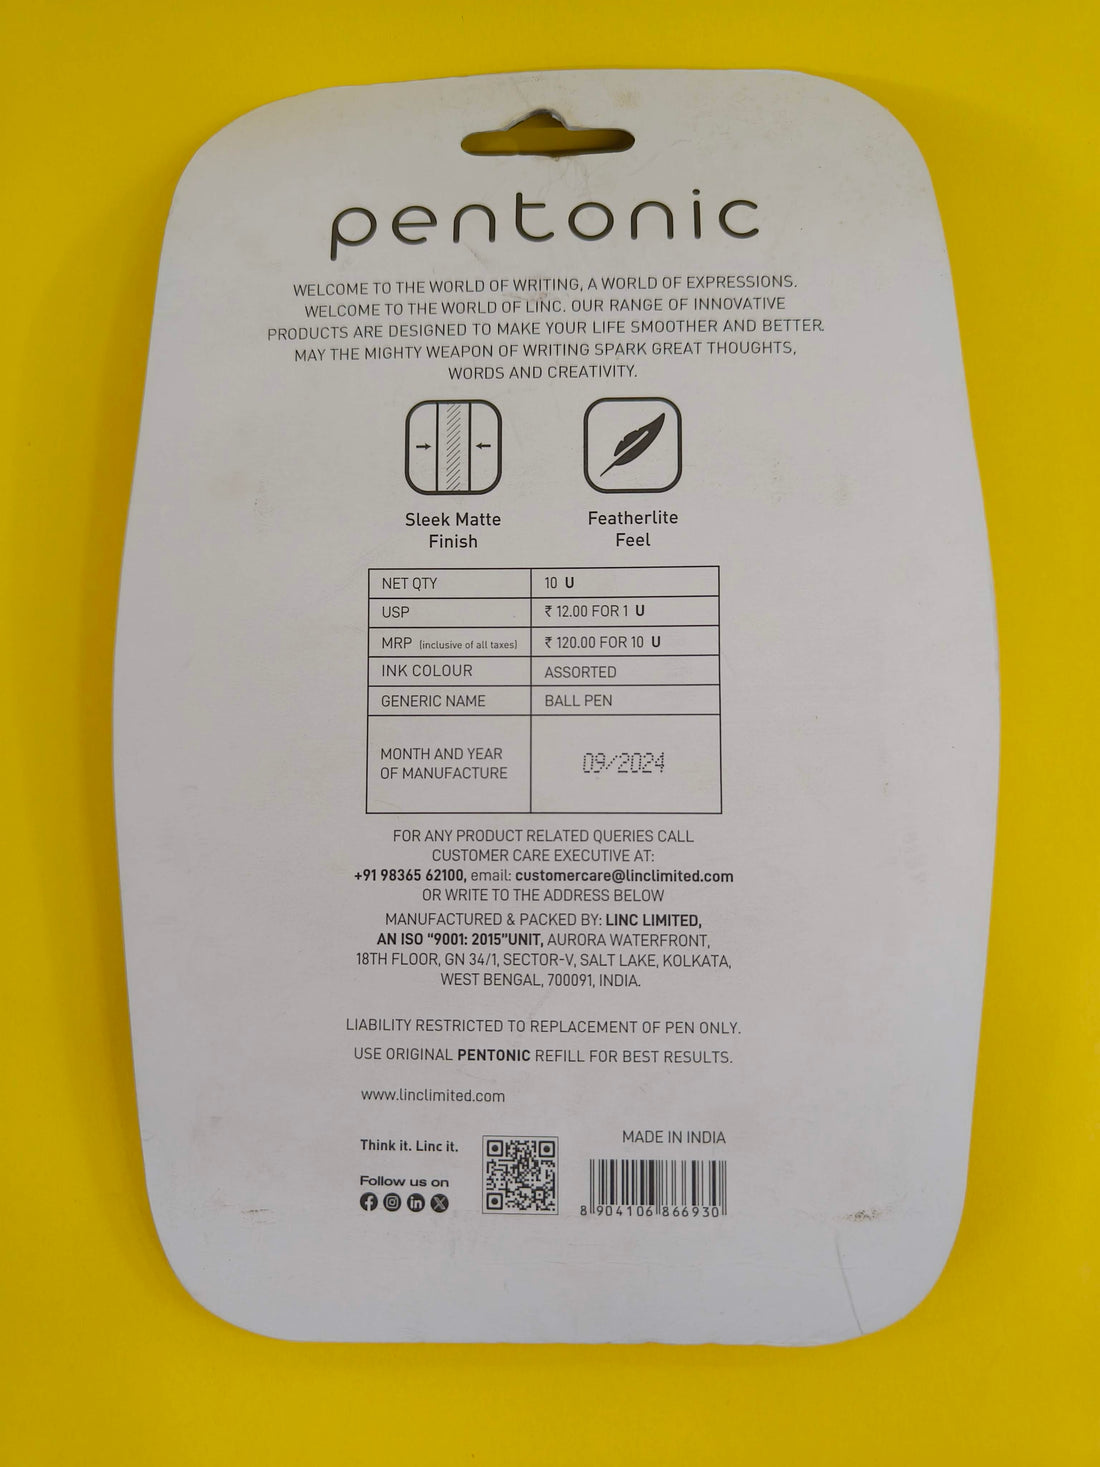 pentonic
WELCOME TO THE WORLD OF WRITING, A WORLD OF EXPRESSIONS.
WELCOME TO THE WORLD OF LINC. OUR RANGE OF INNOVATIVE
PRODUCTS ARE DESIGNED TO MAKE YOUR LIFE SMOOTHER AND BETTER.
MAY THE MIGHTY WEAPON OF WRITING SPARK GREAT THOUGHTS,
WORDS AND CREATIVITY.
Sleek Matte
Finish
Featherlite
Feel
NET QTY 10 U
USP ₹ 12.00 FOR 1 U
MRP (inclusive of all taxes) ₹ 120.00 FOR 10 U
INK COLOUR ASSORTED
GENERIC NAME BALL PEN
MONTH AND YEAR
OF MANUFACTURE
09/2024
FOR ANY PRODUCT RELATED QUERIES CALL
CUSTOMER CARE EXECUTIVE AT:
+91 98365 62100, email: customercare@linclimited.com
OR WRITE TO THE ADDRESS BELOW
MANUFACTURED & PACKED BY: LINC LIMITED,
AN ISO "9001: 2015"UNIT, AURORA WATERFRONT,
18TH FLOOR, GN 34/1, SECTOR-V, SALT LAKE, KOLKATA,
WEST BENGAL, 700091, INDIA.
LIABILITY RESTRICTED TO REPLACEMENT OF PEN ONLY.
USE ORIGINAL PENTONIC REFILL FOR BEST RESULTS.
www.linclimited.com
Think it. Linc it.
Follow us on
MADE IN INDIA
8 904106 866930